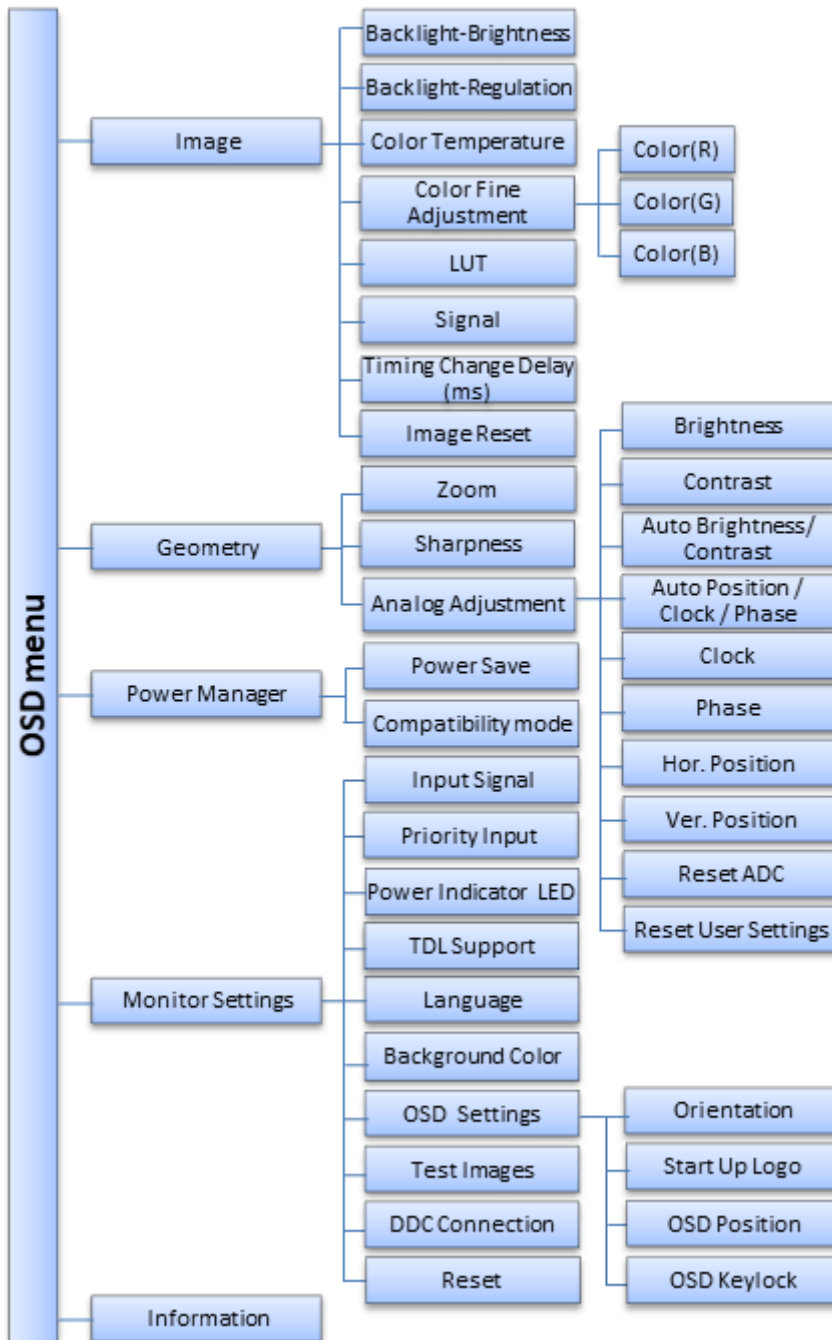 OSD menu
Image
Backlight-Brightness
Backlight-Regulation
Color Temperature
Color Fine
Adjustment
Color(R)
Color(G)
Color(B)
LUT
Signal
Timing Change Delay
(ms)
Image Reset
Geometry
Zoom
Sharpness
Analog Adjustment
Brightness
Contrast
Auto Brightness/
Contrast
Auto Position /
Clock / Phase
Clock
Phase
Hor. Position
Ver. Position
Reset ADC
Reset User Settings
Power Manager
Power Save
Compatibility mode
Monitor Settings
Input Signal
Priority Input
Power Indicator LED
TDL Support
Language
Background Color
OSD Settings
Orientation
Start Up Logo
OSD Position
OSD Keylock
Test Images
DDC Connection
Reset
Information